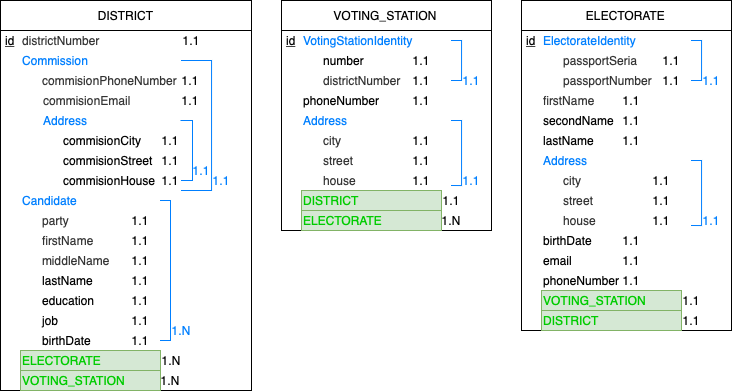 DISTRICT
id districtNumber 1.1
Commission
commisionPhoneNumber 1.1
commisionEmail 1.1
Address
commisionCity 1.1
commisionStreet 1.1
1.1
commisionHouse 1.1
1.1
Candidate
party 1.1
firstName 1.1
middleName 1.1
lastName 1.1
education 1.1
job 1.1
1.N
birthDate 1.1
ELECTORATE 1.N
VOTING_STATION 1.N
VOTING_STATION
id VotingStationIdentity
number 1.1
districtNumber 1.1 1.1
phoneNumber 1.1
Address
city 1.1
street 1.1
house 1.1 1.1
DISTRICT 1.1
ELECTORATE 1.N
ELECTORATE
id ElectorateIdentity
passportSeria 1.1
passportNumber 1.1 1.1
firstName 1.1
secondName 1.1
lastName 1.1
Address
city 1.1
street 1.1
house 1.1 1.1
birthDate 1.1
email 1.1
phoneNumber 1.1
VOTING_STATION 1.1
DISTRICT 1.1